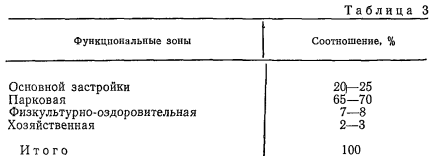 Таблица 3
Функциональные зоны Соотношение, %
Основной застройки 20—25
Парковая 65—70
Физкультурно-оздоровительная 7—8
Хозяйственная 2—3
Итого 100